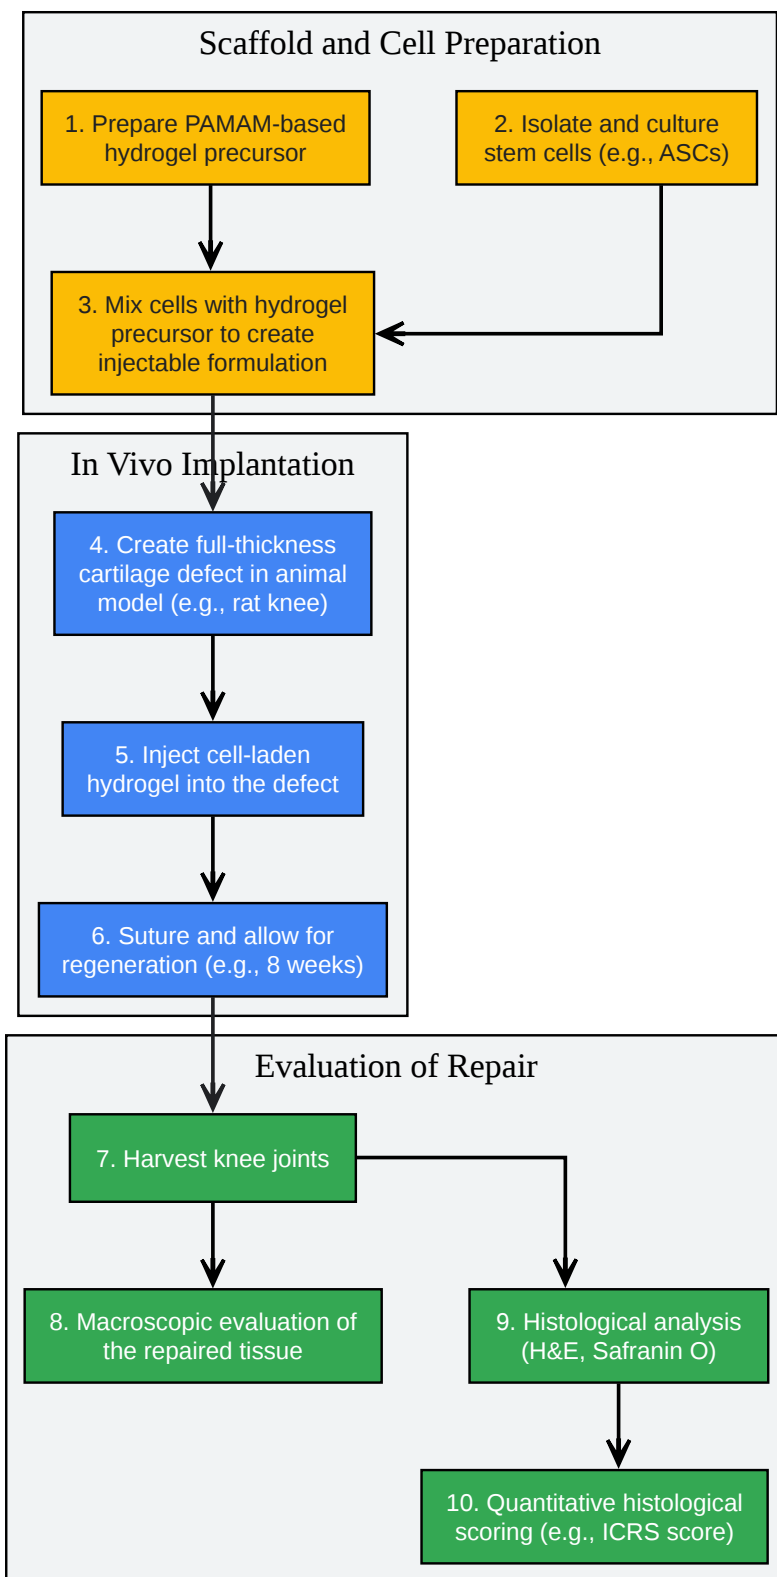 Scaffold and Cell Preparation
1. Prepare PAMAM-based
hydrogel precursor
2. Isolate and culture
stem cells (e.g., ASCs)
3. Mix cells with hydrogel
precursor to create
injectable formulation
In Vivo Implantation
4. Create full-thickness
cartilage defect in animal
model (e.g., rat knee)
5. Inject cell-laden
hydrogel into the defect
6. Suture and allow for
regeneration (e.g., 8 weeks)
Evaluation of Repair
7. Harvest knee joints
8. Macroscopic evaluation of
the repaired tissue
9. Histological analysis
(H&E, Safranin O)
10. Quantitative histological
scoring (e.g., ICRS score)